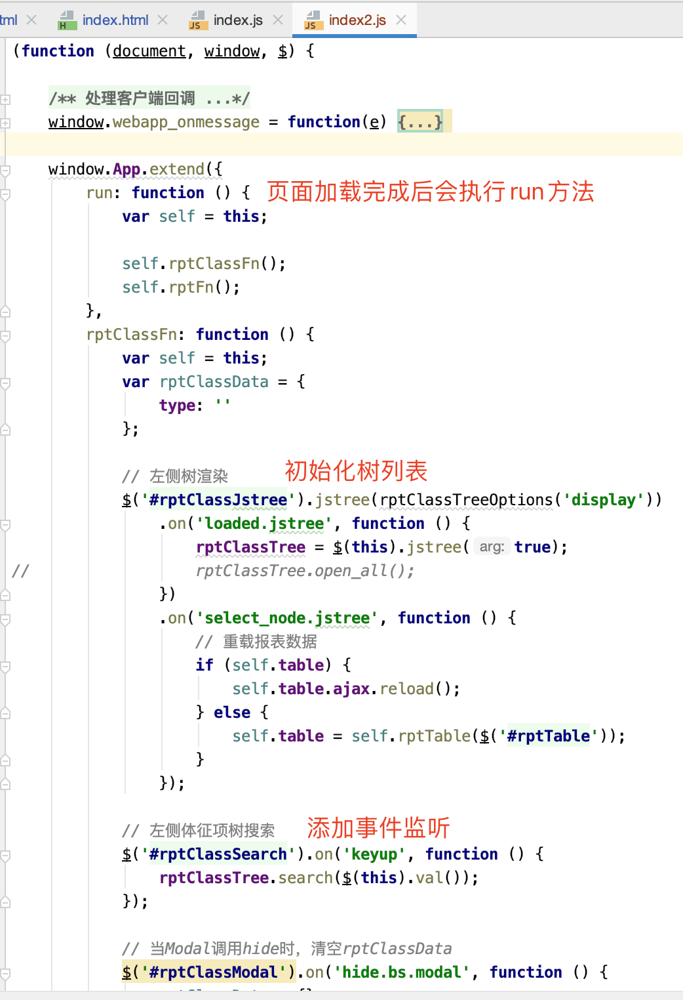 tml index.html index.js index2.js
(function (document, window, $) {
/** 处理客户端回调 ...*/
window.webapp_onmessage = function(e) {...}
window.App.extend({
run: function () { 页面加载完成后会执行run方法
var self = this;
self.rptClassFn();
self.rptFn();
},
rptClassFn: function () {
var self = this;
var rptClassData = {
type: ''
};
// 左侧树渲染 初始化树列表
$('#rptClassJstree').jstree(rptClassTreeOptions('display'))
.on('loaded.jstree', function () {
rptClassTree = $(this).jstree( arg: true);
// rptClassTree.open_all();
})
.on('select_node.jstree', function () {
// 重载报表数据
if (self.table) {
self.table.ajax.reload();
} else {
self.table = self.rptTable($('#rptTable'));
}
});
// 左侧体征项树搜索 添加事件监听
$('#rptClassSearch').on('keyup', function () {
rptClassTree.search($(this).val());
});
// 当Modal调用hide时，清空rptClassData
$('#rptClassModal').on('hide.bs.modal', function () {